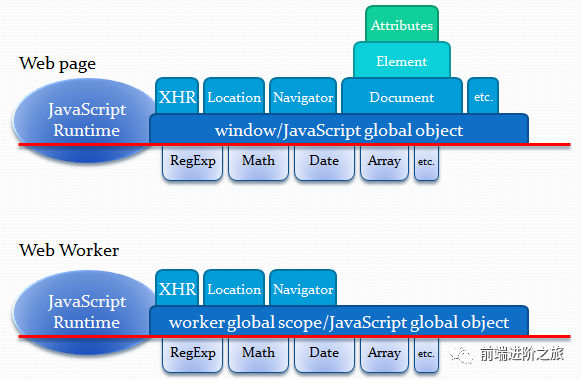 Attributes
Web page
Element
JavaScript
Runtime
XHR
Location
Navigator
Document
etc.
window/JavaScript global object
RegExp
Math
Date
Array
etc.
Web Worker
JavaScript
Runtime
XHR
Location
Navigator
worker global scope/JavaScript global object
RegExp
Math
Date
Array
etc.
前端进阶之旅